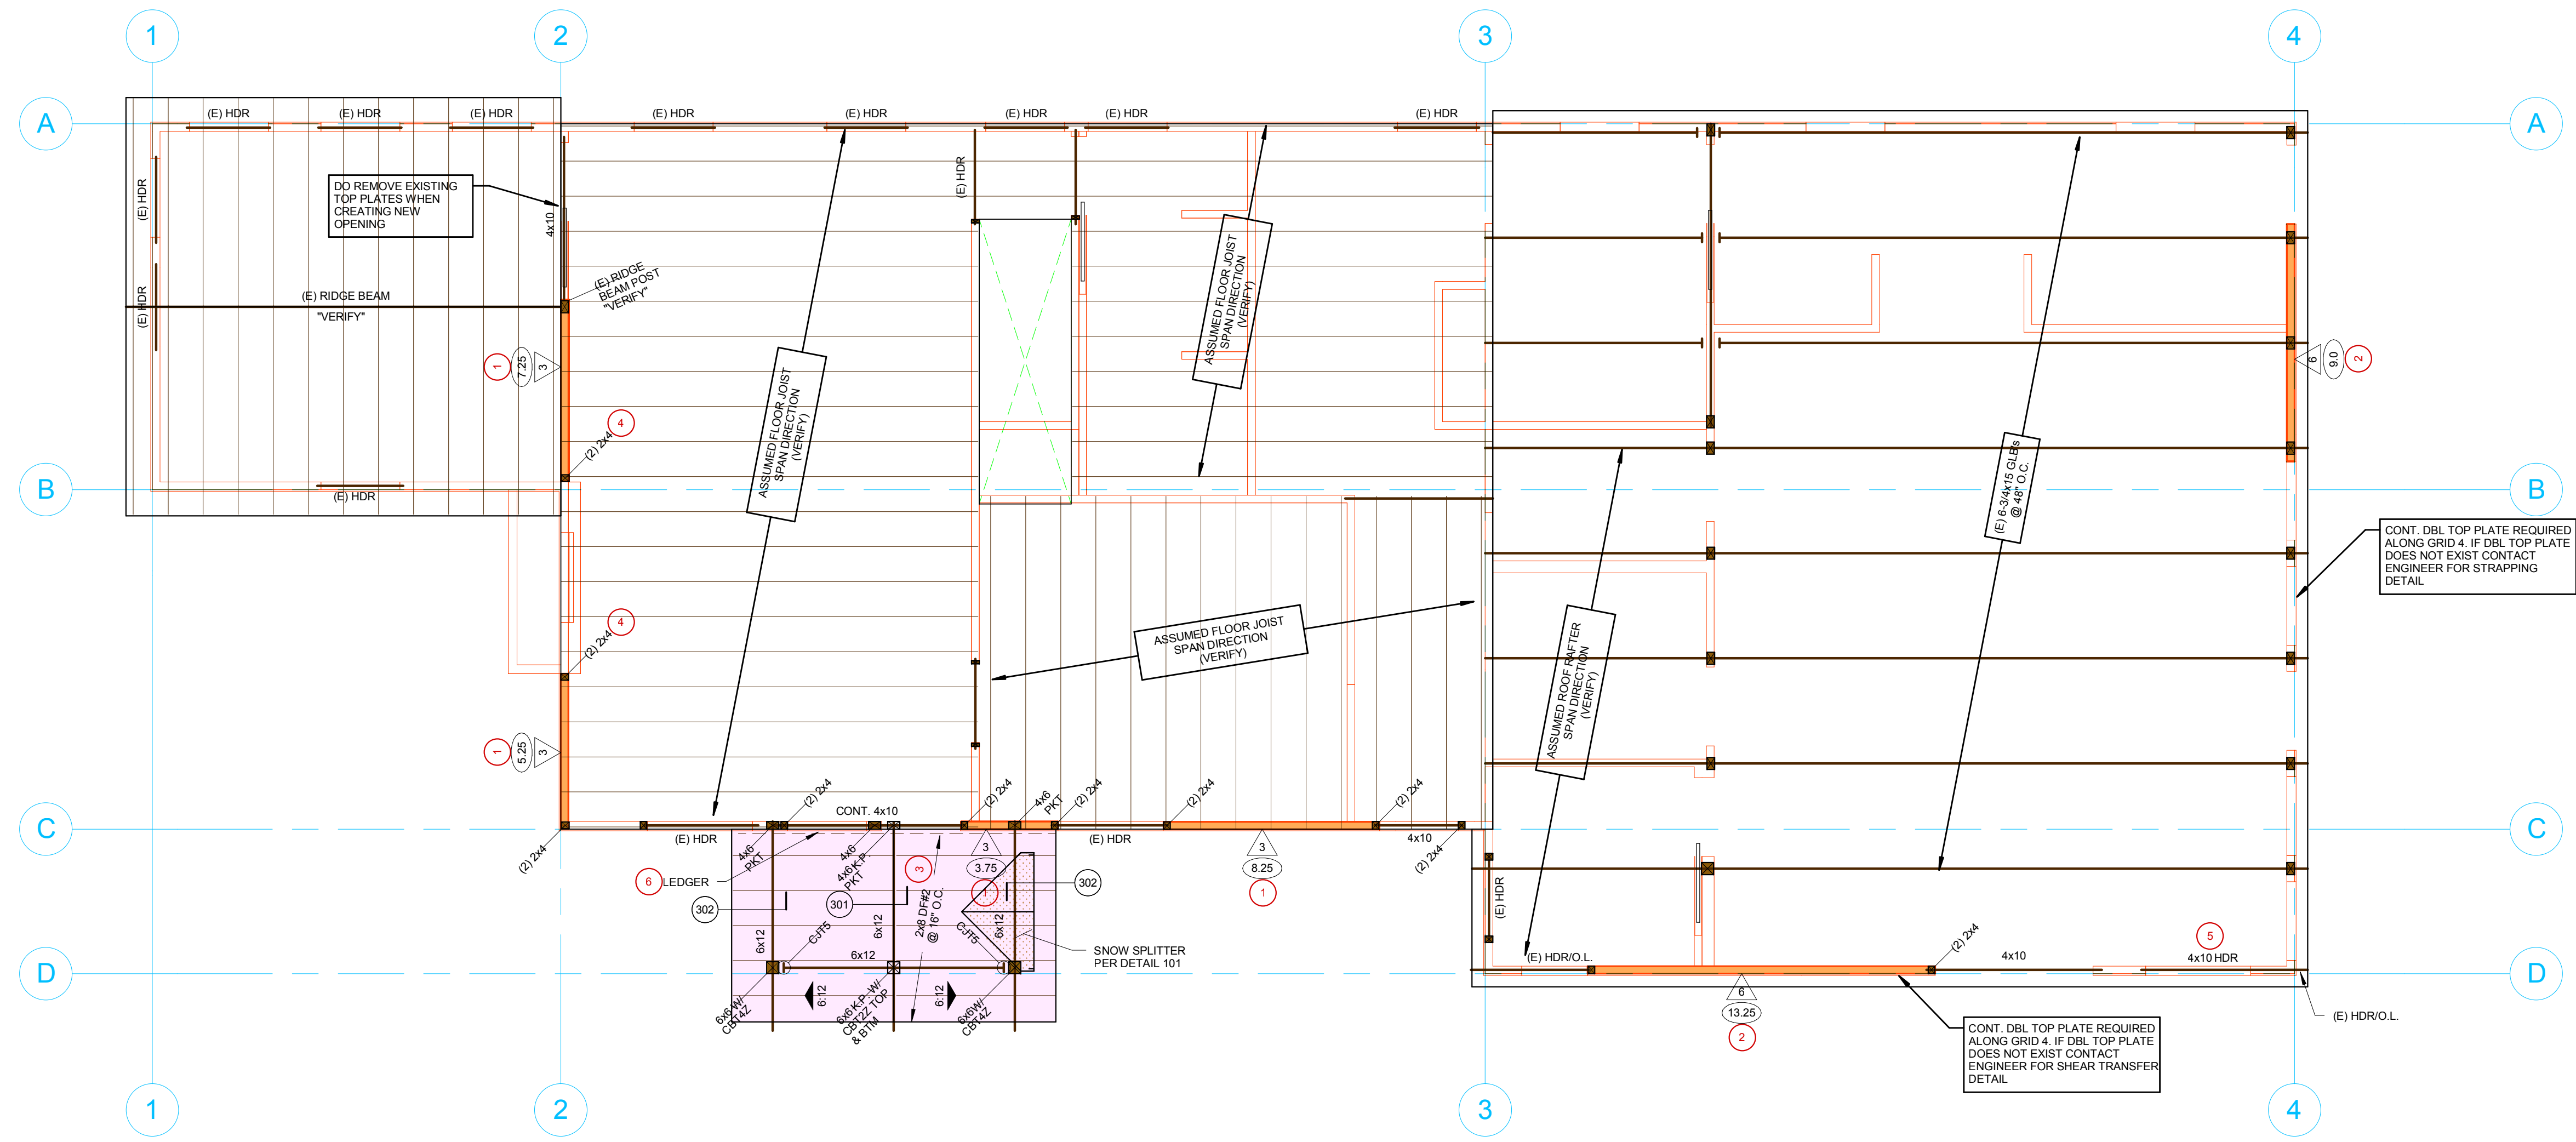 1
2
3
4
A
A
(E) HDR
(E) HDR
(E) HDR
(E) HDR
(E) HDR
(E) HDR
(E) HDR
(E) HDR
(E) HDR
(E) HDR
(E) HDR
DO REMOVE EXISTING
TOP PLATES WHEN
CREATING NEW
OPENING
4x10
(E) RIDGE
BEAM POST
"VERIFY"
(E) RIDGE BEAM
"VERIFY"
1
7.25
3
4
(2) 2x4
ASSUMED FLOOR JOIST
SPAN DIRECTION
(VERIFY)
ASSUMED FLOOR JOIST
SPAN DIRECTION
(VERIFY)
6
9.0
2
(E) 6-3/4x15 GLB's
@ 48" O.C.
B
B
(E) HDR
CONT. DBL TOP PLATE REQUIRED
ALONG GRID 4. IF DBL TOP PLATE
DOES NOT EXIST CONTACT
ENGINEER FOR STRAPPING
DETAIL
4
(2) 2x4
ASSUMED FLOOR JOIST
SPAN DIRECTION
(VERIFY)
ASSUMED ROOF RAFTER
SPAN DIRECTION
(VERIFY)
1
5.25
3
C
C
(2) 2x4
(E) HDR
(2) 2x4
CONT. 4x10
(2) 2x4
4x6
PKT
(2) 2x4
(E) HDR
(2) 2x4
(2) 2x4
4x10
(2) 2x4
4x6
PKT
4x6
4x6 K.P.
PKT
3
3
3.75
1
3
8.25
1
6
LEDGER
302
301
302
2x8 DF#2
@ 16" O.C.
6x12
CJT5
6x12
6x12
CJT5
6x12
SNOW SPLITTER
PER DETAIL 101
(E) HDR
(E) HDR/O.L.
(2) 2x4
4x10
5
4x10 HDR
D
D
6:12
6:12
6x6 W/
CBT4Z
6x6 K.P. W/
CBT2Z TOP
& BTM
6x6 W/
CBT4Z
6
13.25
2
(E) HDR/O.L.
CONT. DBL TOP PLATE REQUIRED
ALONG GRID 4. IF DBL TOP PLATE
DOES NOT EXIST CONTACT
ENGINEER FOR SHEAR TRANSFER
DETAIL
1
2
3
4